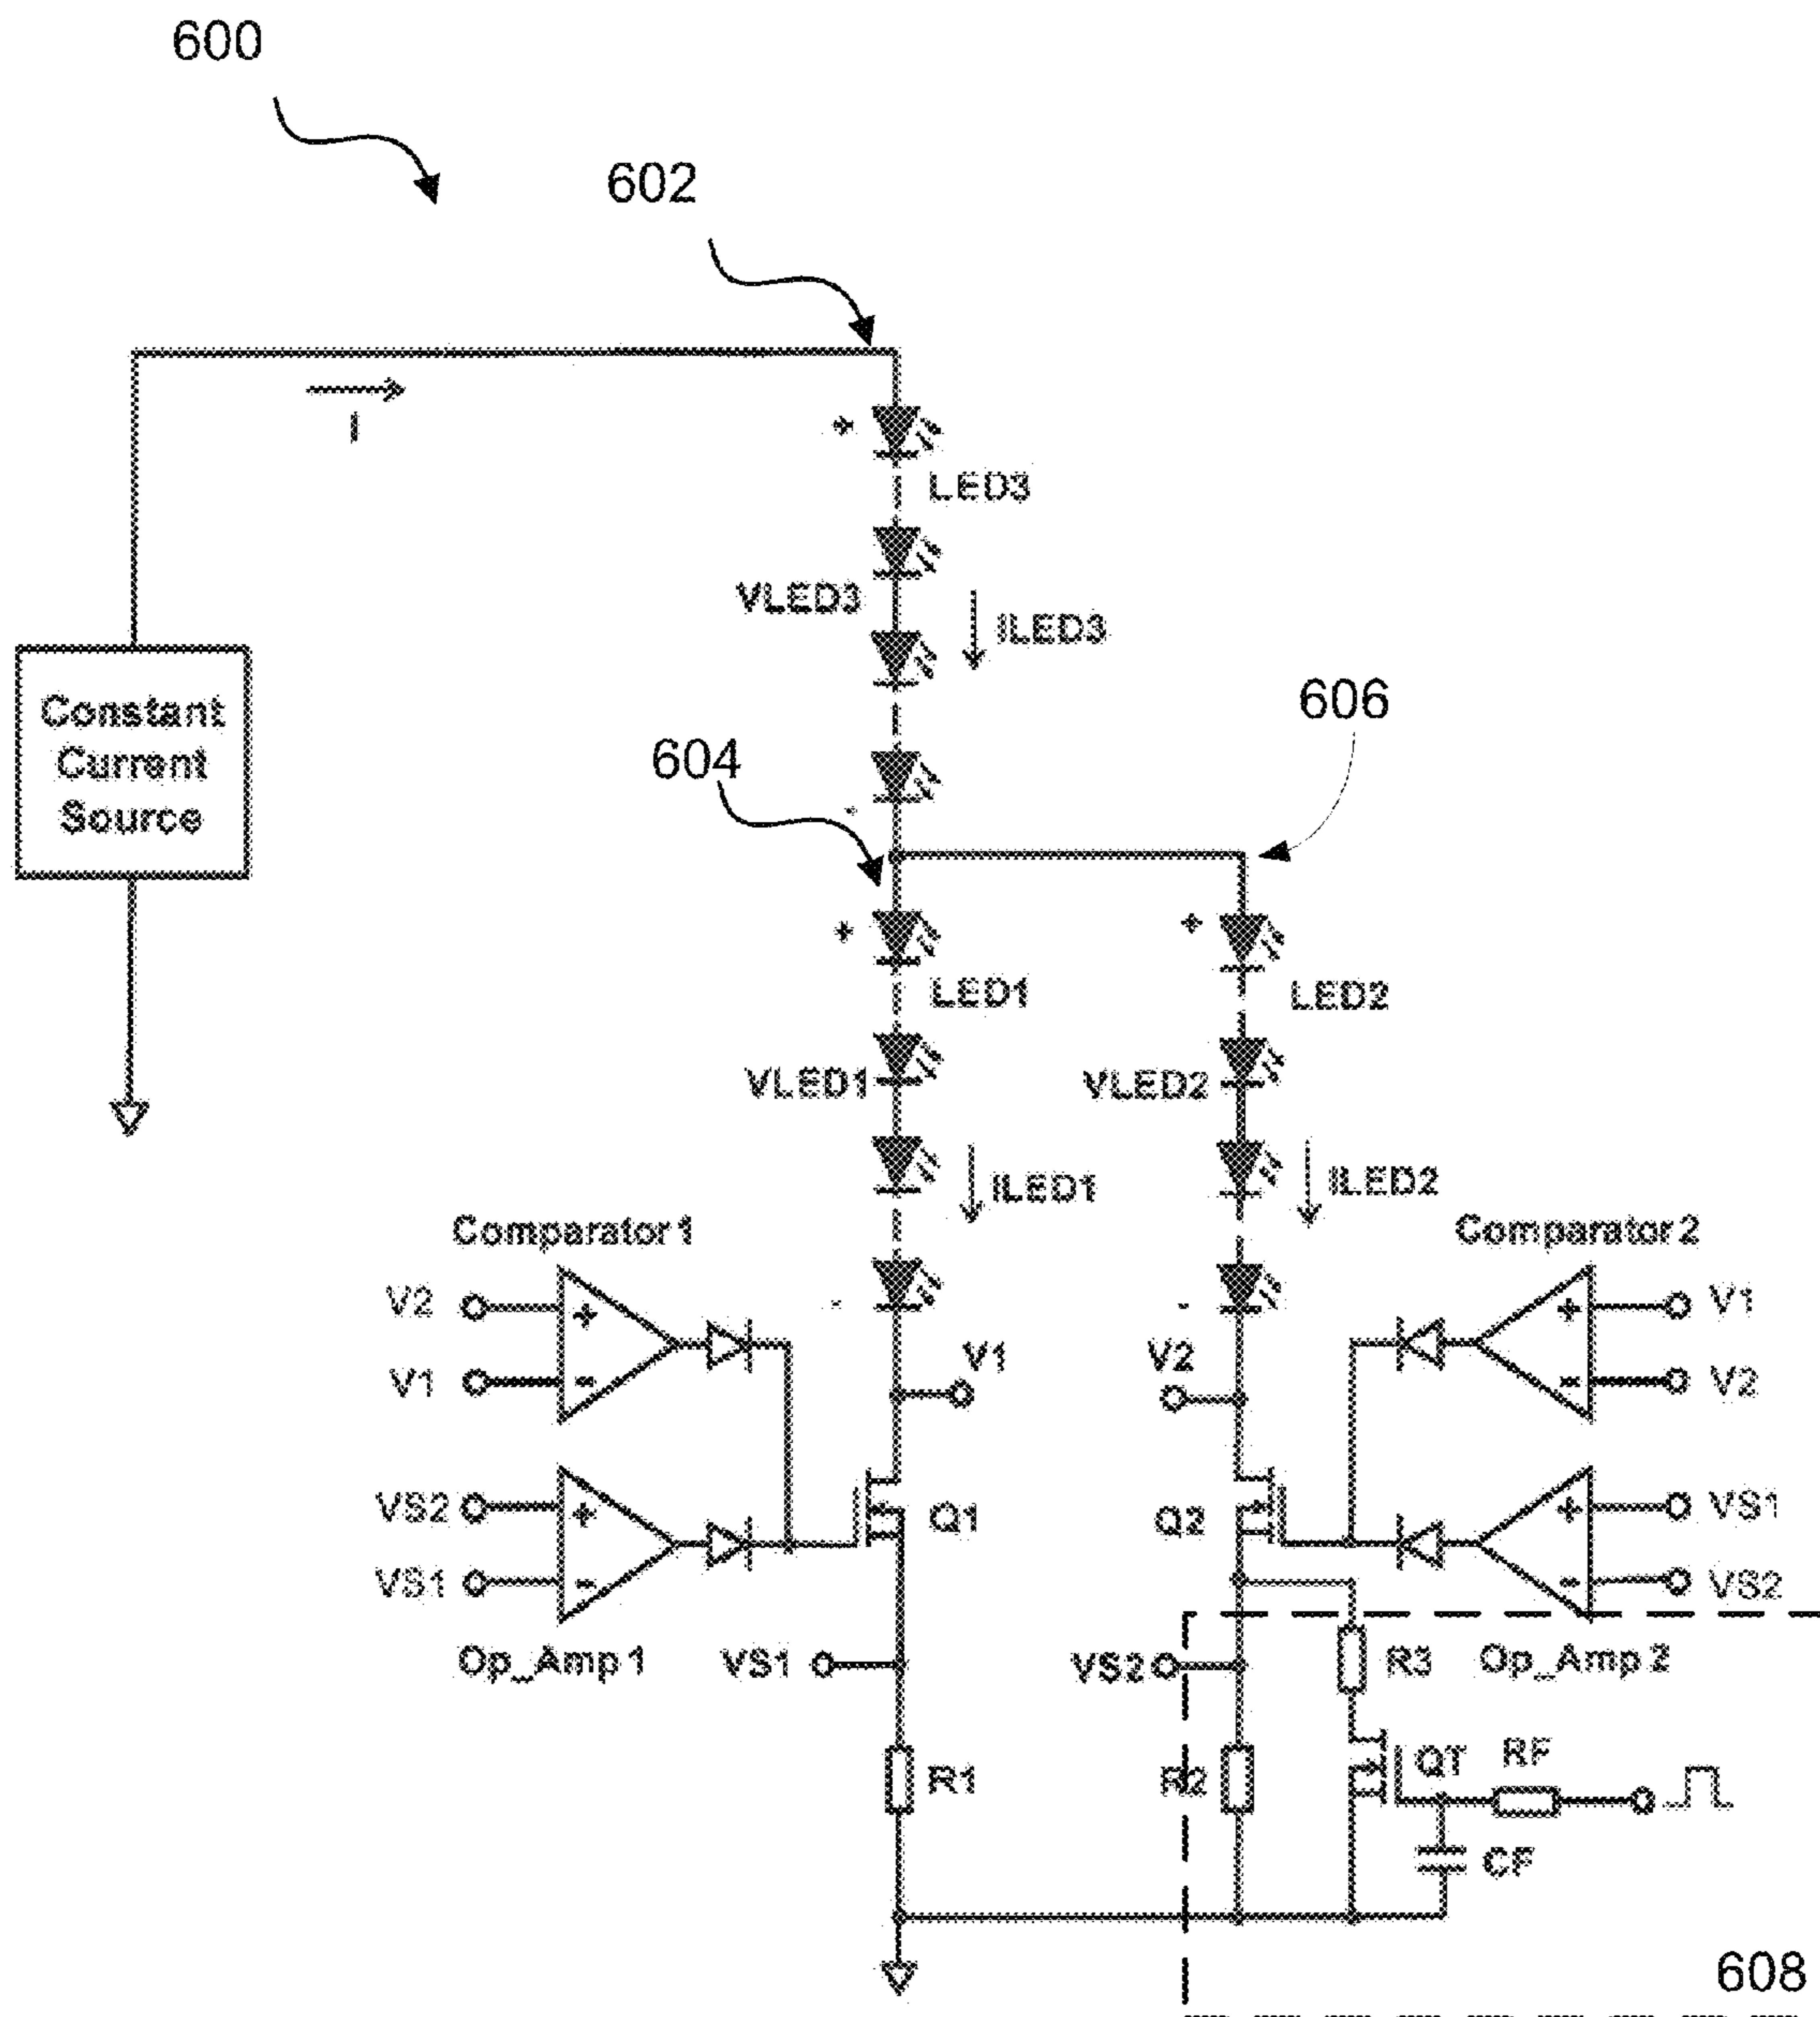 600
602
I
+
LED3
VLED3
ILED3
Constant
Current
Source
606
604
-
+
+
LED1
LED2
VLED1
VLED2
ILED1
ILED2
Comparator 1
Comparator 2
-
-
V2
+
V1
-
V1
V2
+
V1
-
V2
VS2
+
VS1
-
Q1
Q2
+
VS1
-
VS2
Op_Amp 1
VS1
VS2
R3
Op_Amp 2
R1
R2
QT
RF
CF
608